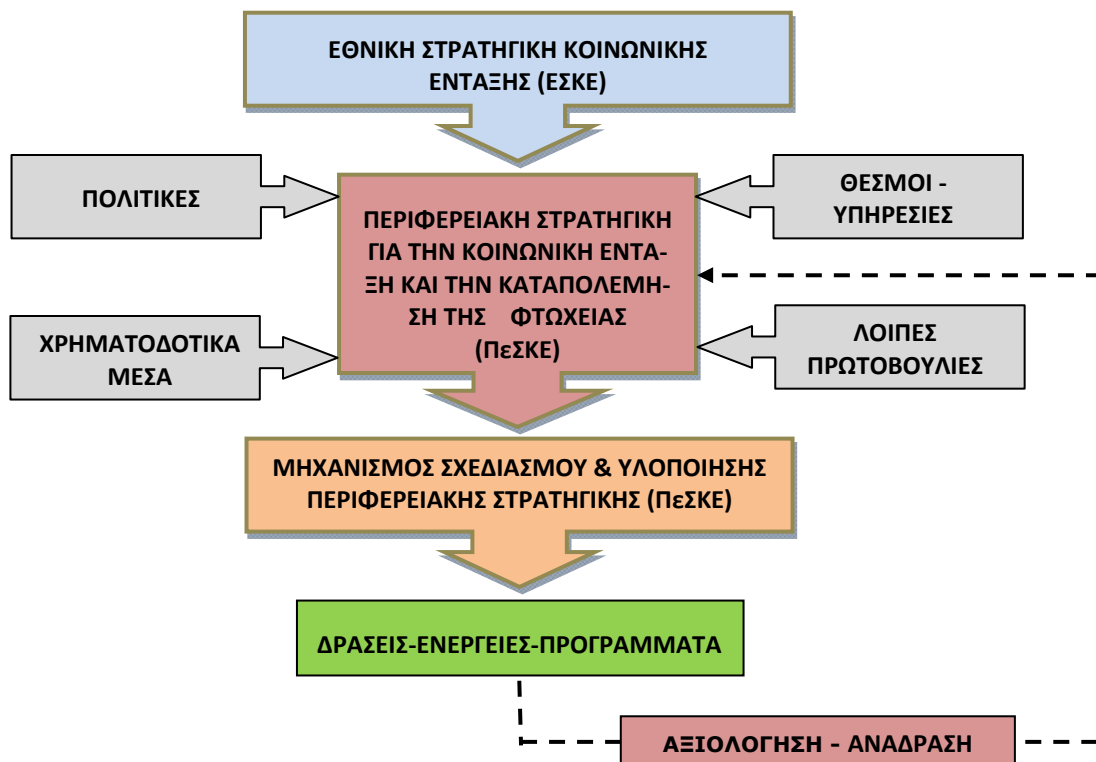 ΕΘΝΙΚΗ ΣΤΡΑΤΗΓΙΚΗ ΚΟΙΝΩΝΙΚΗΣ
ΕΝΤΑΞΗΣ (ΕΣΚΕ)
ΠΟΛΙΤΙΚΕΣ
ΘΕΣΜΟΙ -
ΥΠΗΡΕΣΙΕΣ
ΠΕΡΙΦΕΡΕΙΑΚΗ ΣΤΡΑΤΗΓΙΚΗ
ΓΙΑ ΤΗΝ ΚΟΙΝΩΝΙΚΗ ΕΝΤΑ-
ΞΗ ΚΑΙ ΤΗΝ ΚΑΤΑΠΟΛΕΜΗ-
ΣΗ ΤΗΣ ΦΤΩΧΕΙΑΣ
(ΠεΣΚΕ)
ΧΡΗΜΑΤΟΔΟΤΙΚΑ
ΜΕΣΑ
ΛΟΙΠΕΣ
ΠΡΩΤΟΒΟΥΛΙΕΣ
ΜΗΧΑΝΙΣΜΟΣ ΣΧΕΔΙΑΣΜΟΥ & ΥΛΟΠΟΙΗΣΗΣ
ΠΕΡΙΦΕΡΕΙΑΚΗΣ ΣΤΡΑΤΗΓΙΚΗΣ (ΠεΣΚΕ)
ΔΡΑΣΕΙΣ-ΕΝΕΡΓΕΙΕΣ-ΠΡΟΓΡΑΜΜΑΤΑ
ΑΞΙΟΛΟΓΗΣΗ - ΑΝΑΔΡΑΣΗ